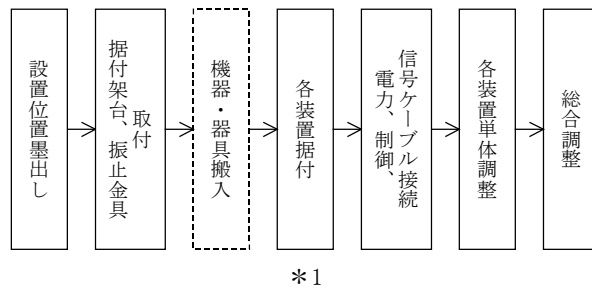 設置位置墨出し
据付架台、振止金具
取付
機器・器具搬入
各装置据付
信号ケーブル接続
電力、制御、
各装置単体調整
総合調整
＊1